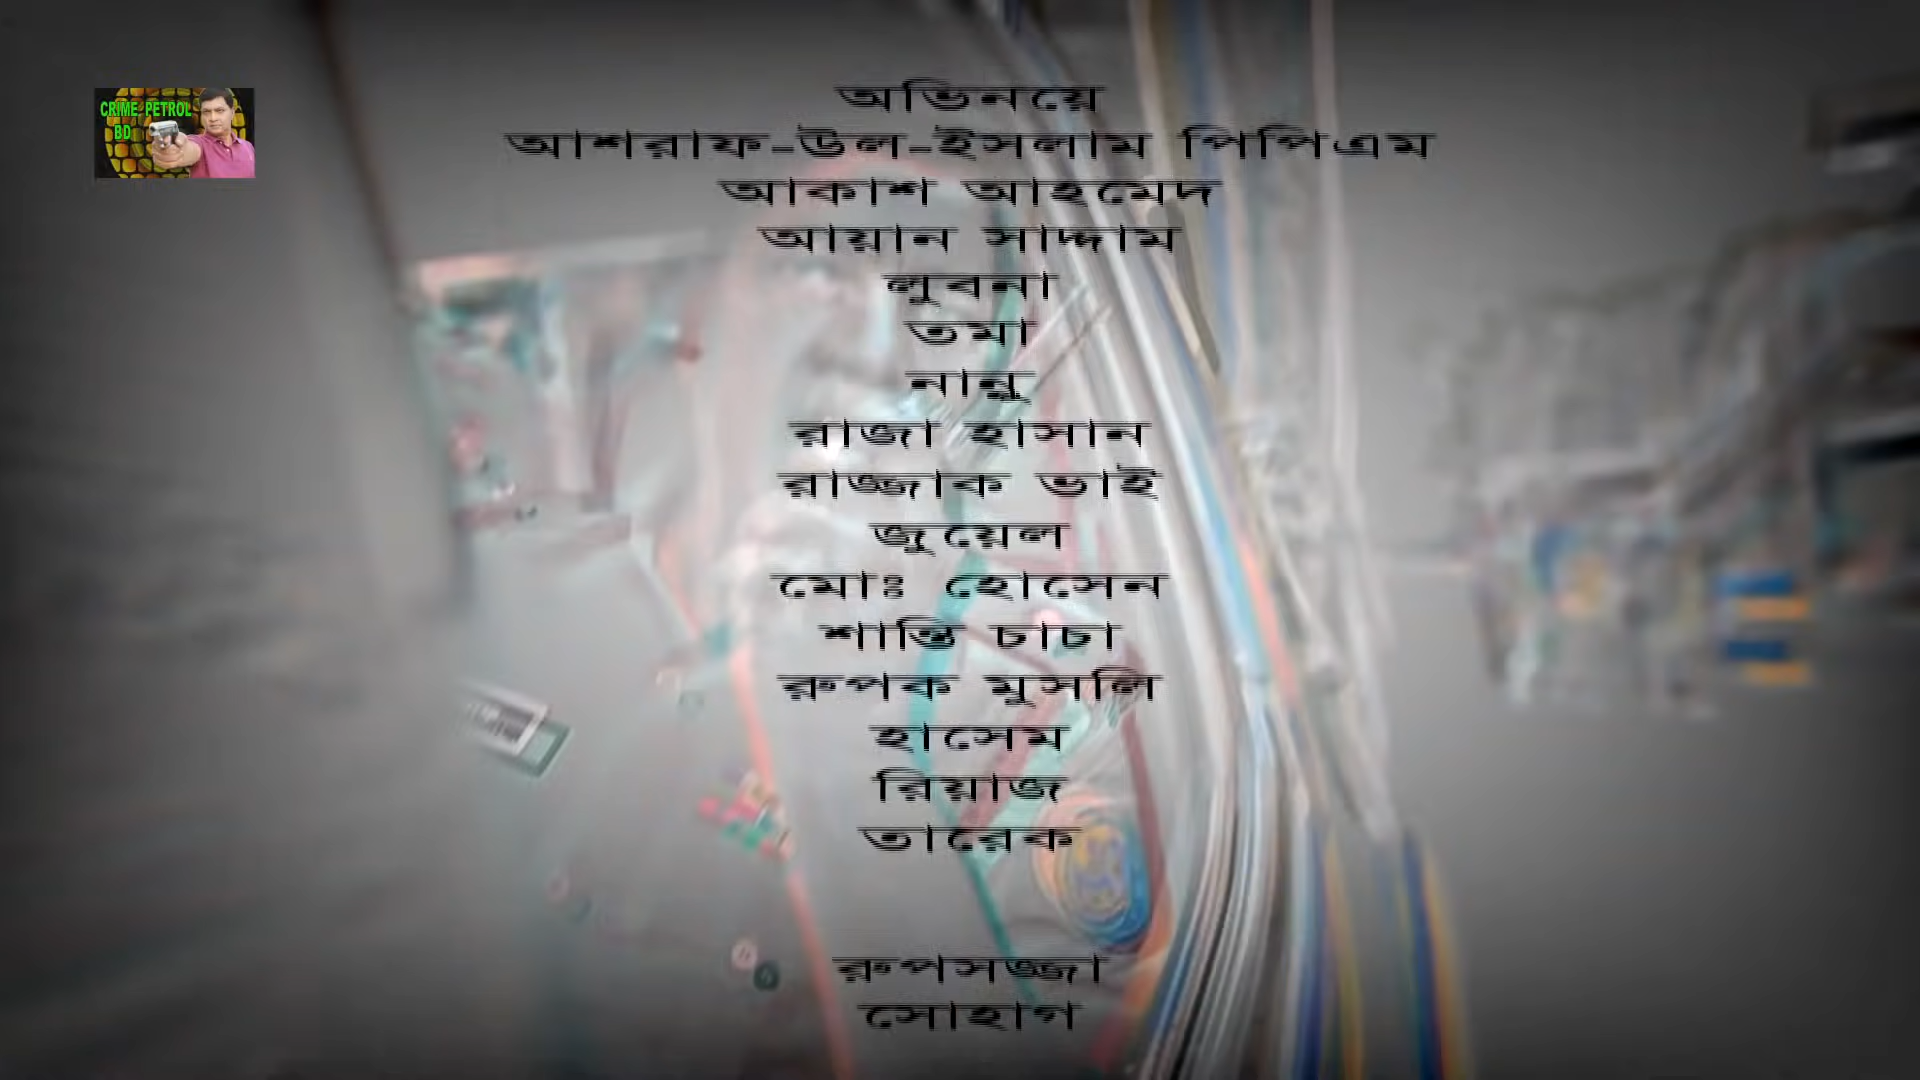 CRIME PETROL
BD
অভিনয়ে
আশরাফ-উল-ইসলাম পিপিএম
আকাশ আহমেদ
আয়ান সাদ্দাম
লুবনা
তমা
নান্নু
রাজা হাসান
রাজ্জাক ভাই
জুয়েল
মোঃ হোসেন
শান্তি চাচা
রুপক মুসলি
হাসেম
রিয়াজ
তারেক
রুপসজ্জা
সোহাগ